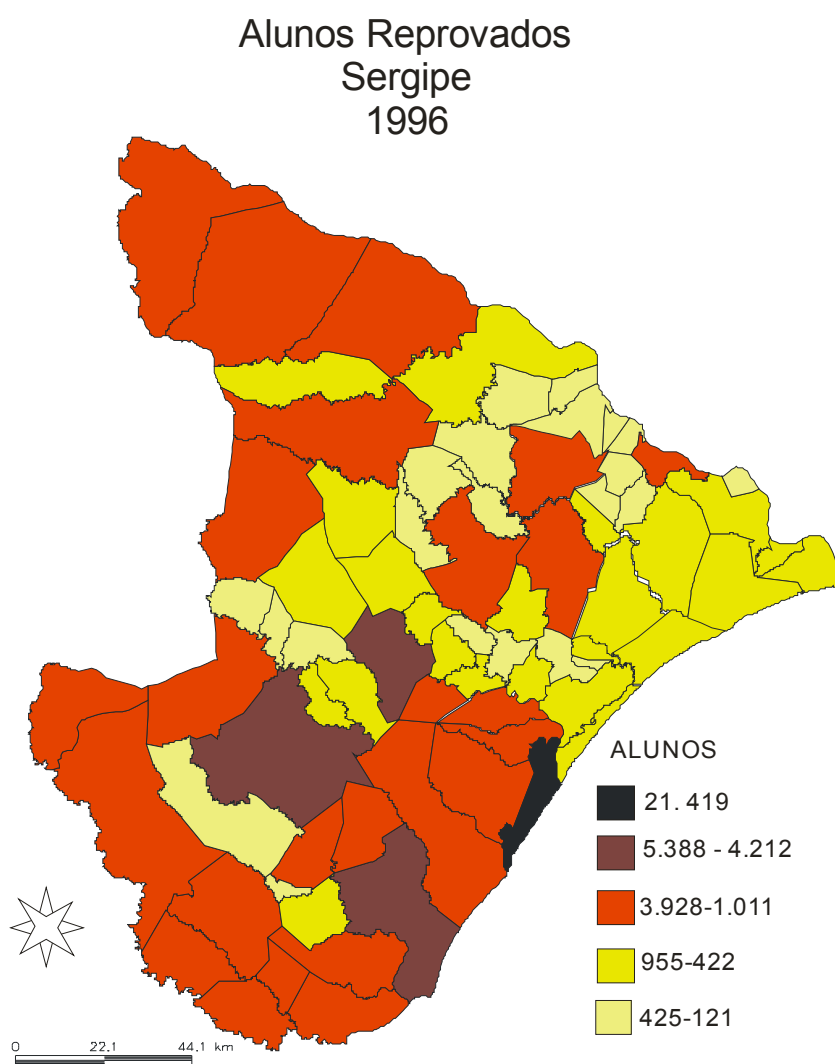 Alunos Reprovados
Sergipe
1996
ALUNOS
21. 419
5.388 - 4.212
3.928-1.011
955-422
425-121
0 22.1 44.1 km